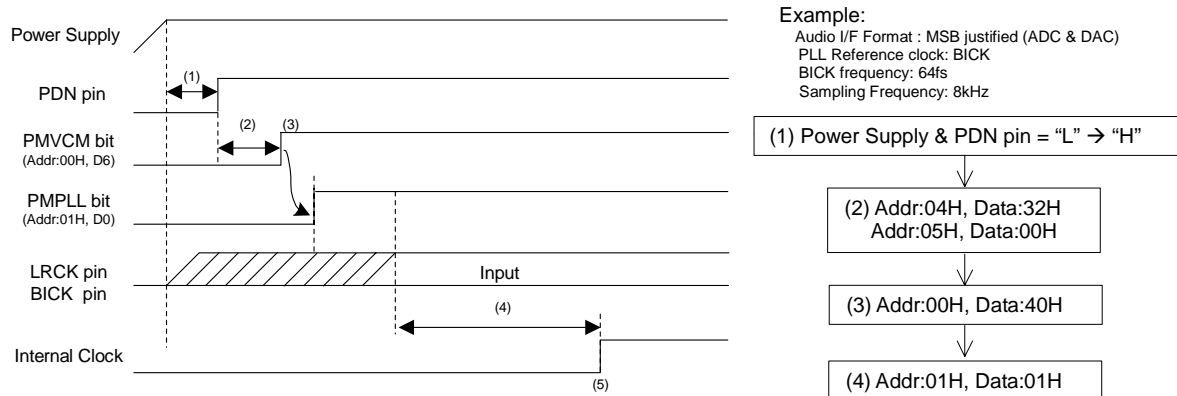 Power Supply
PDN pin
PMVCM bit
(Addr:00H, D6)
PMPLL bit
(Addr:01H, D0)
LRCK pin
BICK pin
Internal Clock
(1)
(2)
(3)
Input
(4)
(5)
Example:
Audio I/F Format : MSB justified (ADC & DAC)
PLL Reference clock: BICK
BICK frequency: 64fs
Sampling Frequency: 8kHz
(1) Power Supply & PDN pin = “L” → “H”
(2) Addr:04H, Data:32H
Addr:05H, Data:00H
(3) Addr:00H, Data:40H
(4) Addr:01H, Data:01H